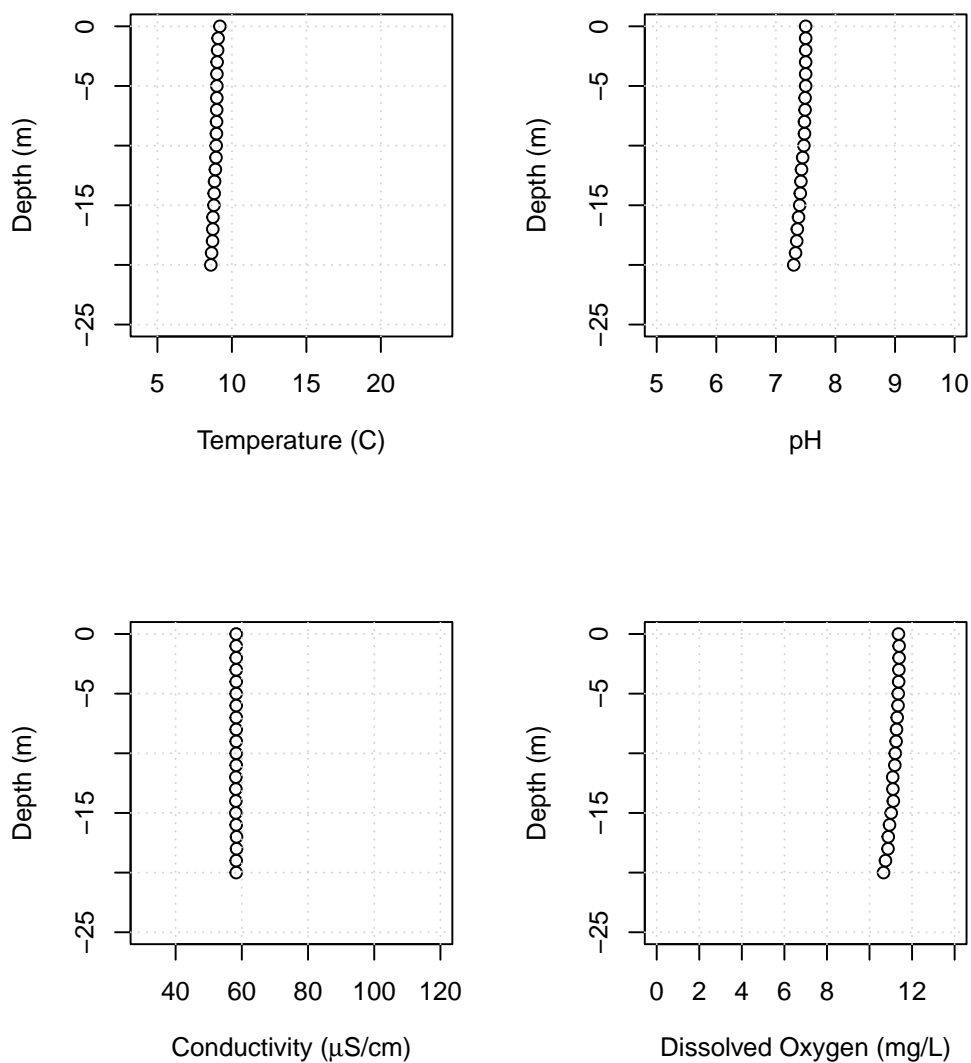 0
−5
−15
−25
Depth (m)
5 10 15 20
Temperature (C)
0
−5
−15
−25
Depth (m)
5 6 7 8 9 10
pH
0
−5
−15
−25
Depth (m)
40 60 80 100 120
Conductivity (μS/cm)
0
−5
−15
−25
Depth (m)
0 2 4 6 8 12
Dissolved Oxygen (mg/L)